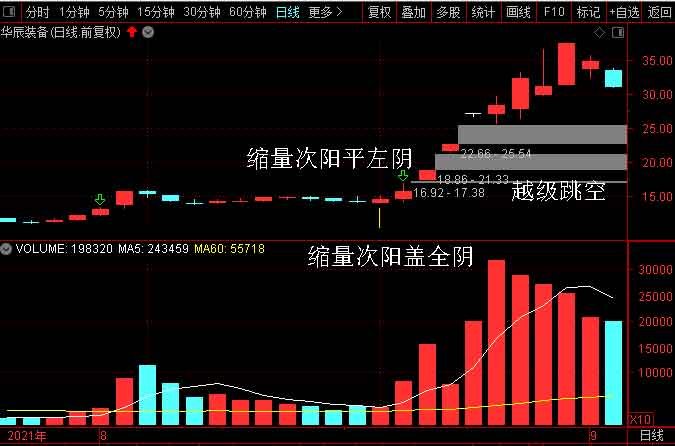 分时 1分钟 5分钟 15分钟 30分钟 60分钟 日线 更多 > 复权 叠加 多股 统计 画线 F10 标记 +自选 返回
华辰装备(日线.前复权)
35.00
30.00
25.00
缩量次阳平左阴
22.66 - 25.54
20.00
18.86 - 21.33
越级跳空
16.92 - 17.38
15.00
VOLUME: 198320 MA5: 243459 MA60: 55718
缩量次阳盖全阴
30000
25000
20000
15000
10000
X10
2021年 8 9 日线